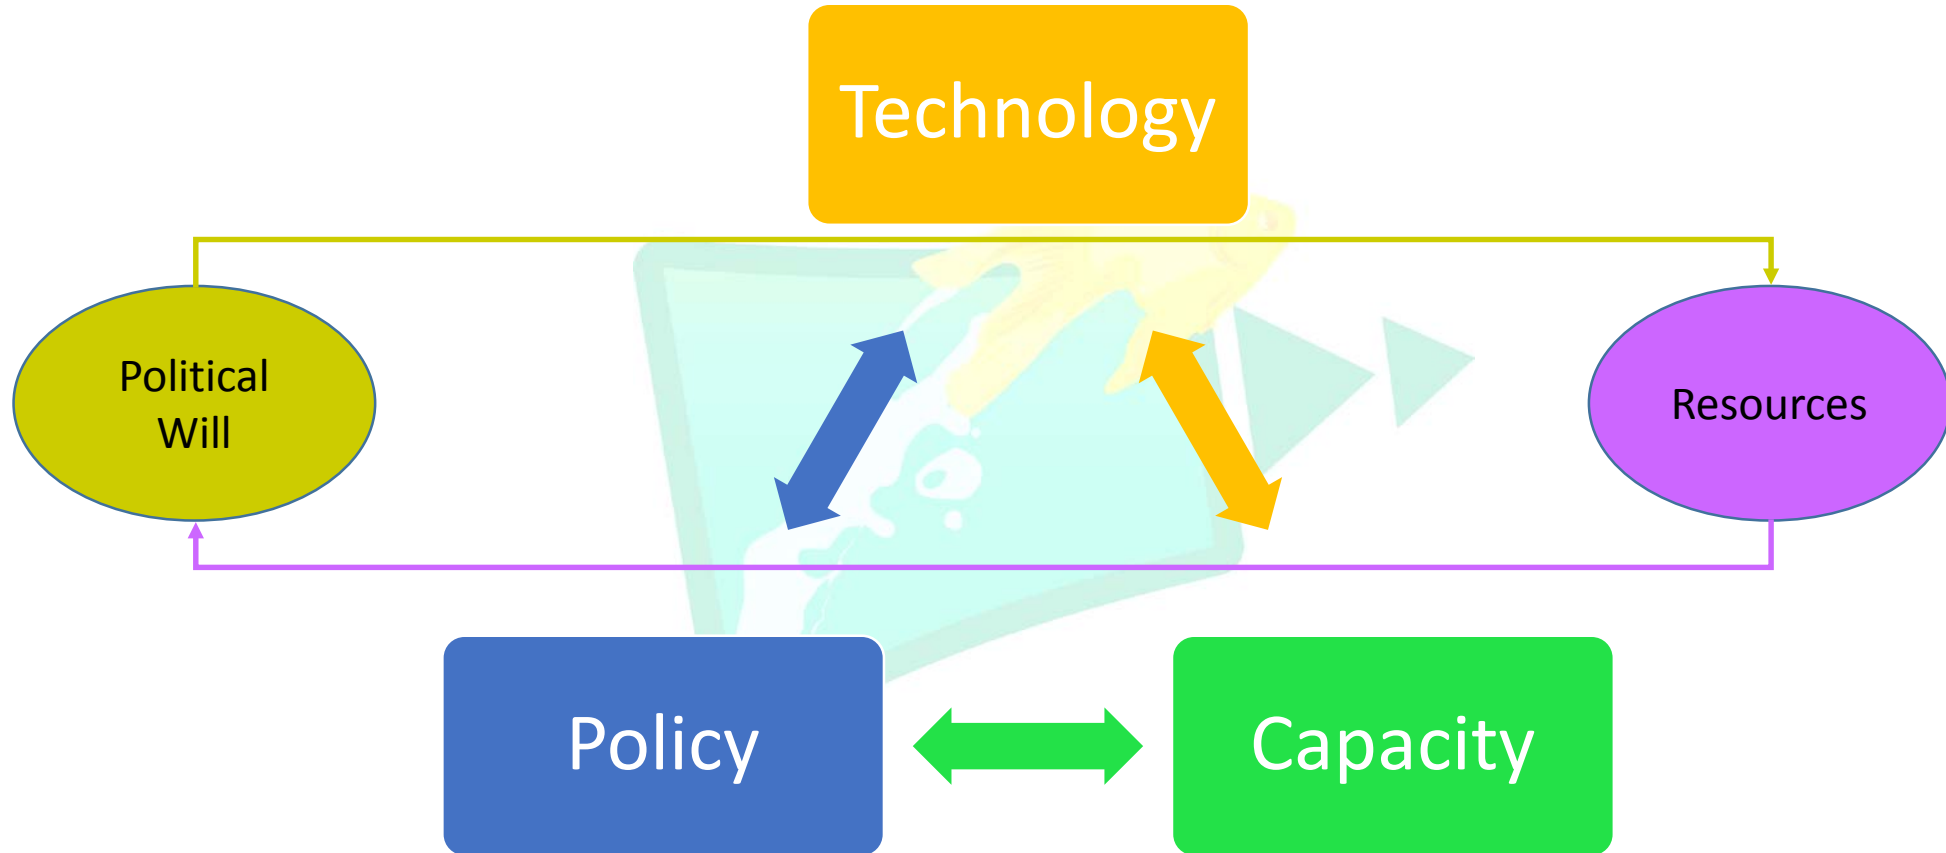 Technology
Political
Will
Resources
Policy
Capacity